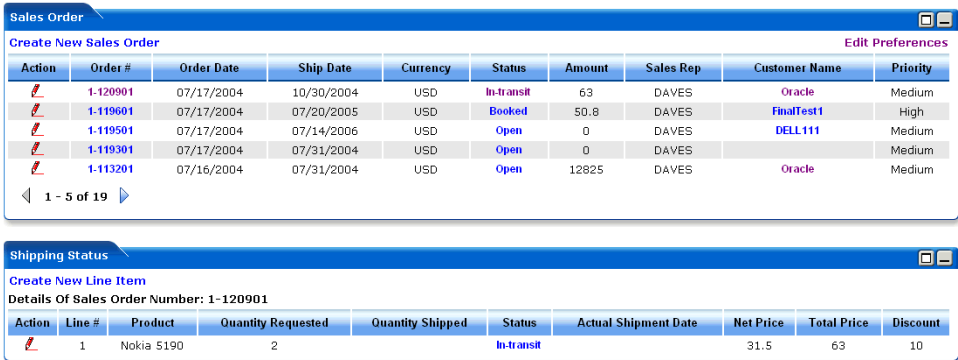 Sales Order
Create New Sales Order Edit Preferences
Action Order # Order Date Ship Date Currency Status Amount Sales Rep Customer Name Priority
1-120901 07/17/2004 10/30/2004 USD In-transit 63 DAVES Oracle Medium
1-119601 07/17/2004 07/20/2005 USD Booked 50.8 DAVES FinalTest1 High
1-119501 07/17/2004 07/14/2006 USD Open 0 DAVES DELL111 Medium
1-119301 07/17/2004 07/31/2004 USD Open 0 DAVES Medium
1-113201 07/16/2004 07/31/2004 USD Open 12825 DAVES Oracle Medium
1 - 5 of 19
Shipping Status
Create New Line Item
Details Of Sales Order Number: 1-120901
Action Line # Product Quantity Requested Quantity Shipped Status Actual Shipment Date Net Price Total Price Discount
1 Nokia 5190 2 In-transit 31.5 63 10